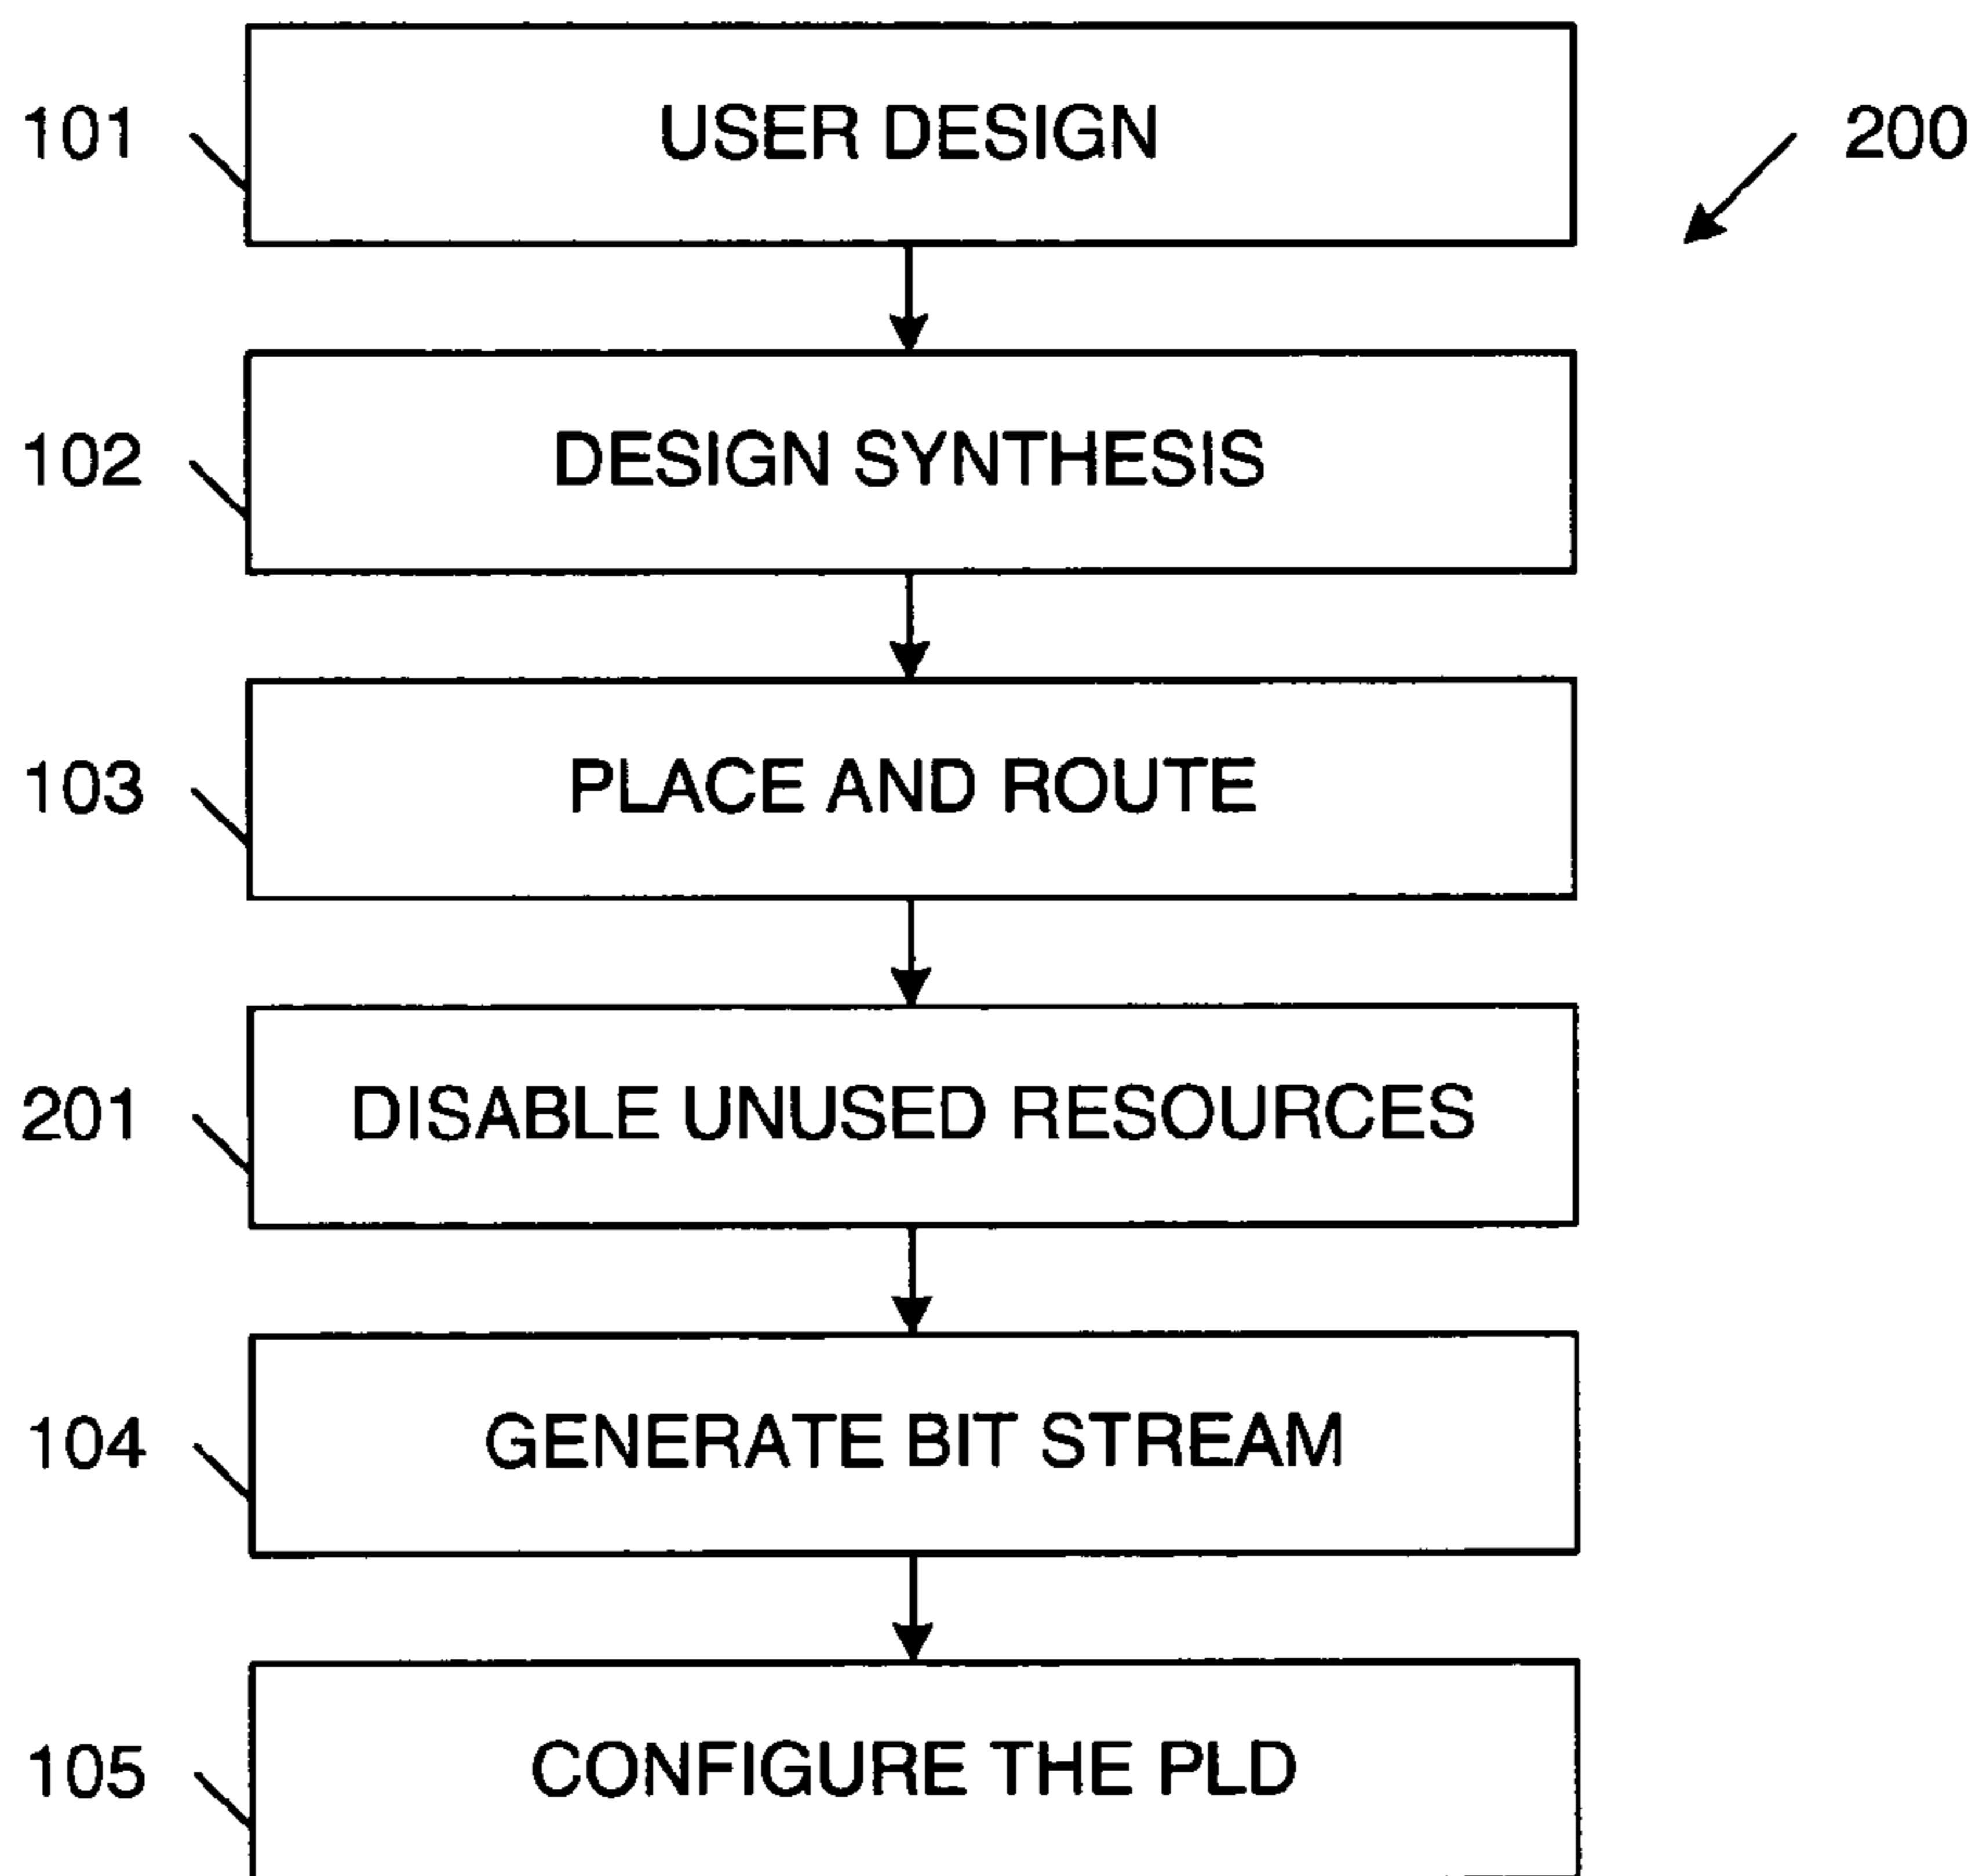 101 USER DESIGN
200
102 DESIGN SYNTHESIS
103 PLACE AND ROUTE
201 DISABLE UNUSED RESOURCES
104 GENERATE BIT STREAM
105 CONFIGURE THE PLD